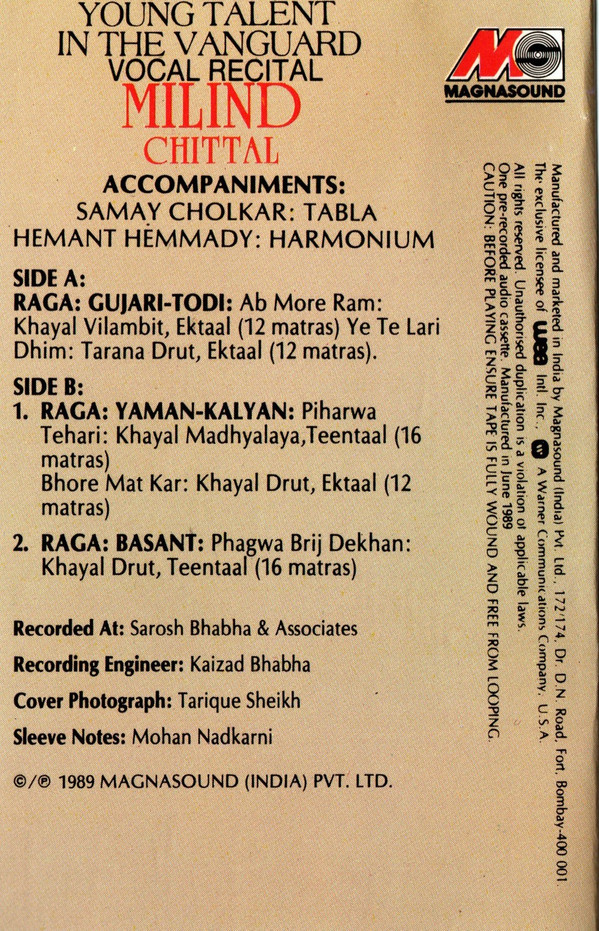 YOUNG TALENT
IN THE VANGUARD
VOCAL RECITAL
MILIND
CHITTAL
ACCOMPANIMENTS:
SAMAY CHOLKAR: TABLA
HEMANT HEMMADY: HARMONIUM
SIDE A:
RAGA: GUJARI-TODI: Ab More Ram:
Khayal Vilambit, Ektaal (12 matras) Ye Te Lari
Dhim: Tarana Drut, Ektaal (12 matras).
SIDE B:
1. RAGA: YAMAN-KALYAN: Piharwa
Tehari: Khayal Madhyalaya,Teentaal (16
matras)
Bhore Mat Kar: Khayal Drut, Ektaal (12
matras)
2. RAGA: BASANT: Phagwa Brij Dekhan:
Khayal Drut, Teentaal (16 matras)
Recorded At: Sarosh Bhabha & Associates
Recording Engineer: Kaizad Bhabha
Cover Photograph: Tarique Sheikh
Sleeve Notes: Mohan Nadkarni
©/℗ 1989 MAGNASOUND (INDIA) PVT. LTD.
MAGNASOUND
Manufactured and marketed in India by Magnasound (India) Pvt. Ltd., 172/174, Dr. D.N. Road, Fort, Bombay-400 001.
The exclusive licensee of wea Intl. Inc., A Warner Communications Company, U.S.A.
All rights reserved. Unauthorised duplication is a violation of applicable laws.
One pre-recorded audio cassette. Manufactured in June 1989
CAUTION: BEFORE PLAYING ENSURE TAPE IS FULLY WOUND AND FREE FROM LOOPING.